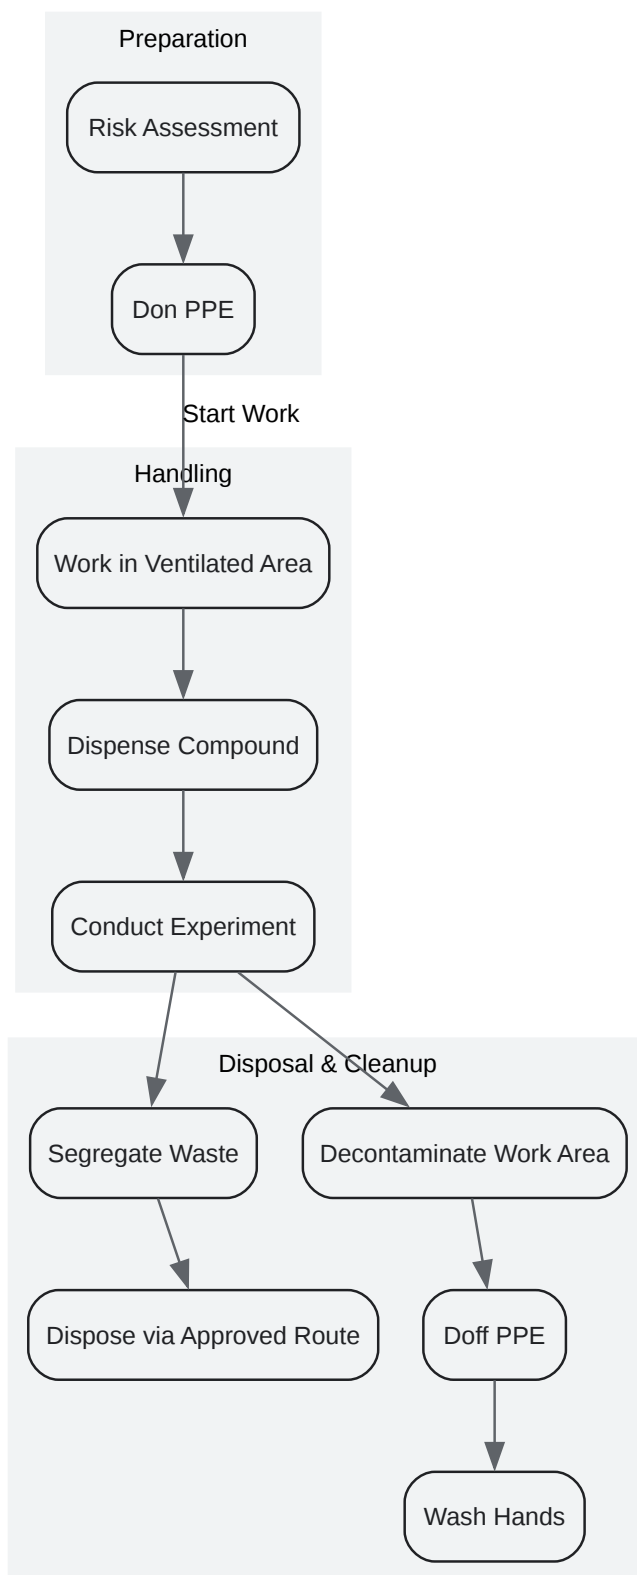 Preparation
Risk Assessment
Don PPE
Start Work
Handling
Work in Ventilated Area
Dispense Compound
Conduct Experiment
Disposal & Cleanup
Segregate Waste
Decontaminate Work Area
Dispose via Approved Route
Doff PPE
Wash Hands